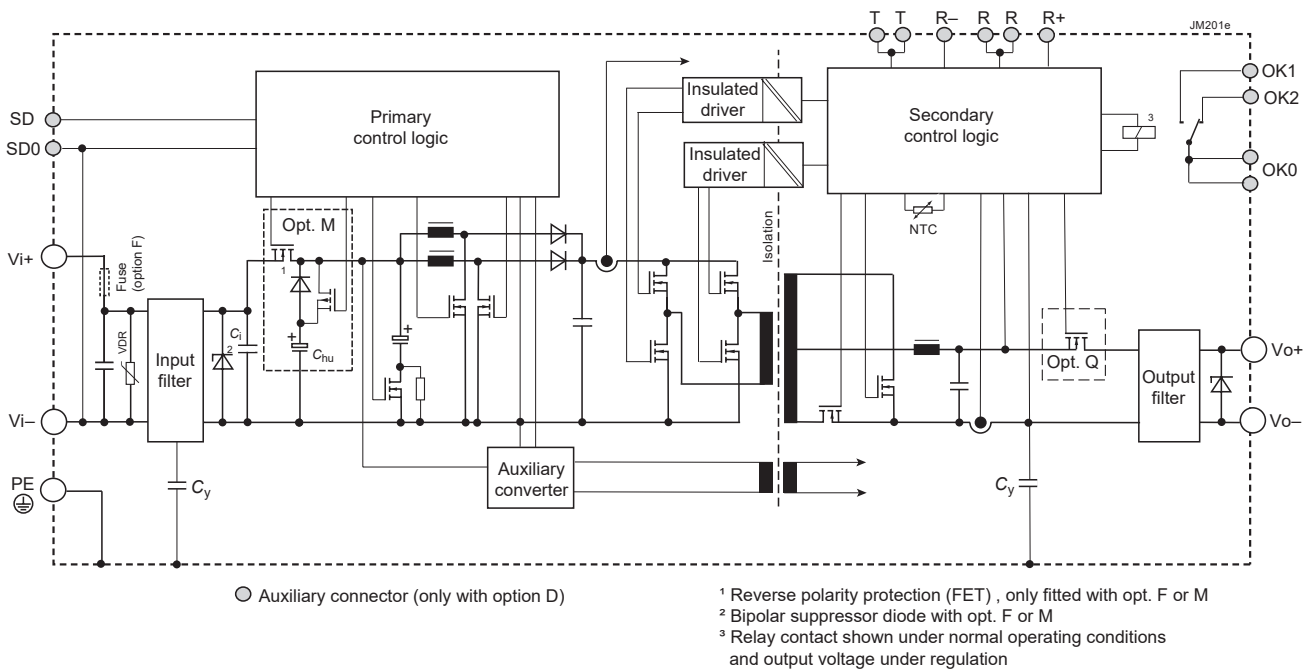 T T R– R R R+
JM201e
OK1
OK2
OK0
SD
SD0
Primary
control logic
Insulated
driver
Insulated
driver
Secondary
control logic
3
Isolation
NTC
Opt. M
1
Vi+
Fuse
(option F)
VDR
Input
filter
2
Ci
+
Chu
+
Opt. Q
Output
filter
Vo+
Vo–
Vi–
PE
Cy
Auxiliary
converter
Cy
Auxiliary connector (only with option D)
¹ Reverse polarity protection (FET) , only fitted with opt. F or M
² Bipolar suppressor diode with opt. F or M
³ Relay contact shown under normal operating conditions
and output voltage under regulation